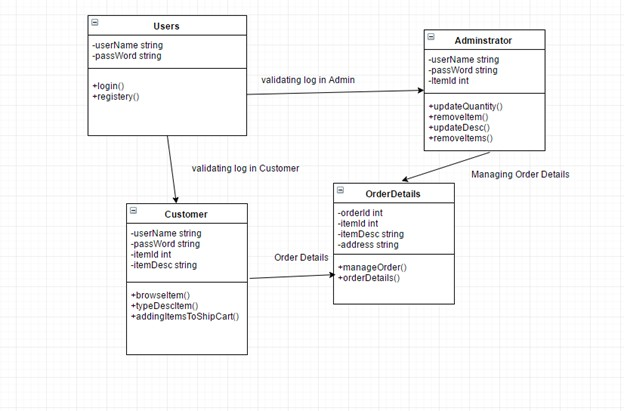 Users
-userName string
-passWord string
+login()
+registery()
validating log in Admin
Adminstrator
-userName string
-passWord string
-itemId int
+updateQuantity()
+removeItem()
+updateDesc()
+removeItems()
validating log in Customer
Managing Order Details
Customer
-userName string
-passWord string
-itemId int
-itemDesc string
+browseItem()
+typeDescItem()
+addingItemsToShipCart()
Order Details
OrderDetails
-orderId int
-itemId int
-itemDesc string
-address string
+manageOrder()
+orderDetails()